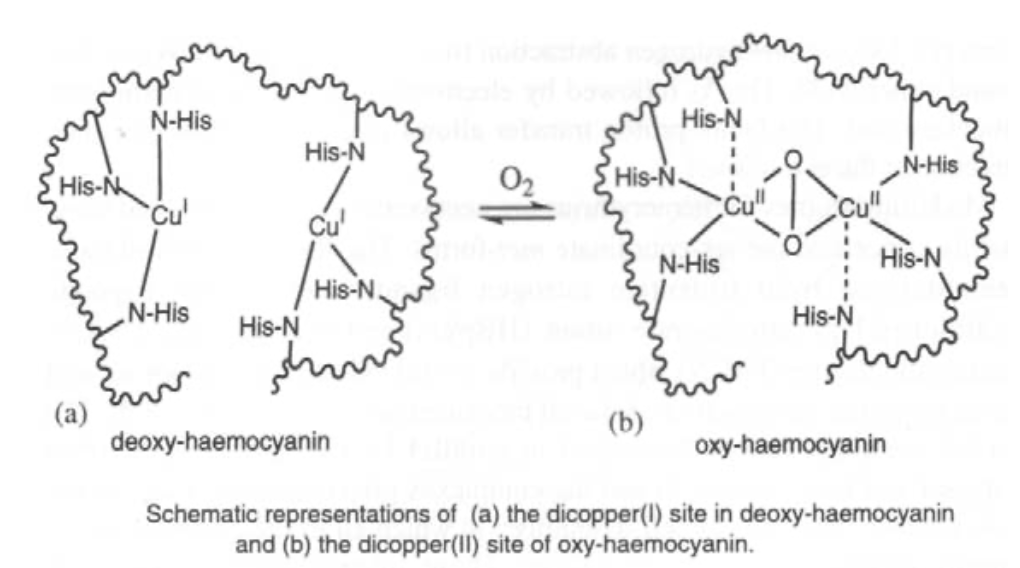 N-His
His-N
His-N
Cu^I
Cu^I
N-His
His-N
His-N
O₂
His-N
His-N
N-His
O
Cu^II
Cu^II
O
N-His
His-N
His-N
(a)
deoxy-haemocyanin
(b)
oxy-haemocyanin
Schematic representations of (a) the dicopper(I) site in deoxy-haemocyanin
and (b) the dicopper(II) site of oxy-haemocyanin.